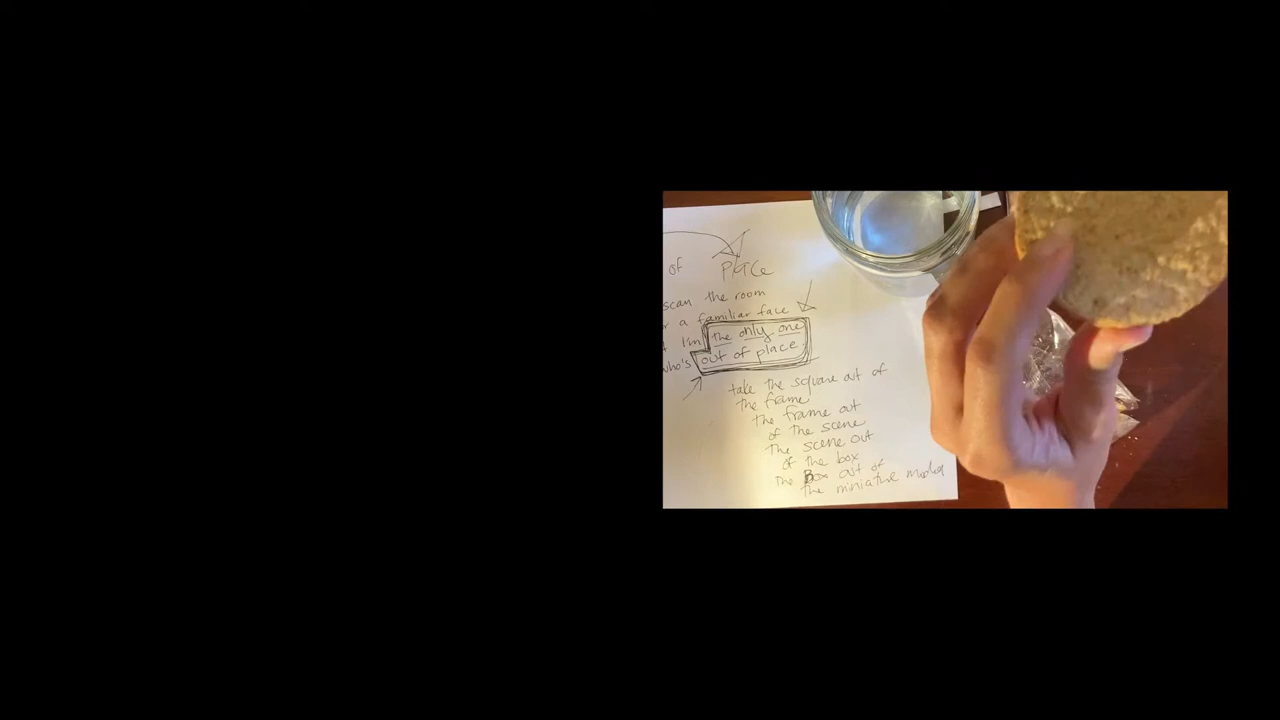 of PlaCe
scan the room
a familiar face
the only one
who's out of place.
take the square out of
the frame
the frame out
of the scene
the scene out
of the box
the Box out of
the miniature model